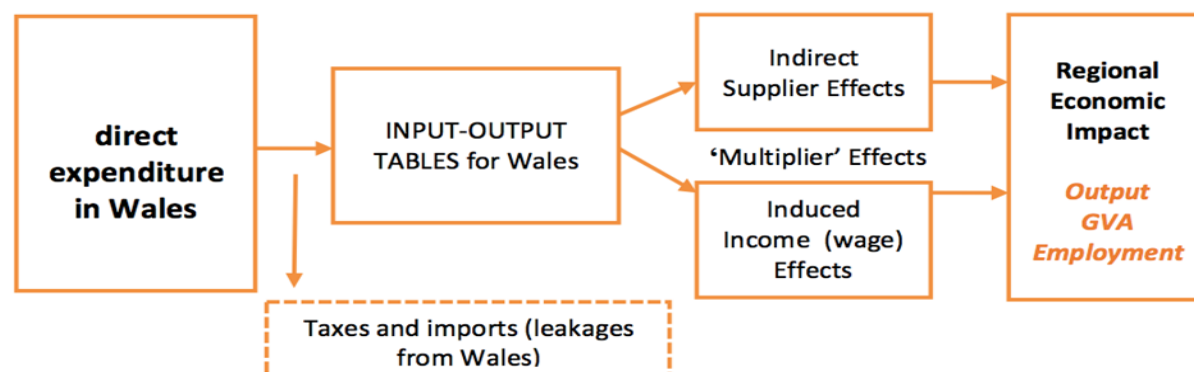 direct
expenditure
in Wales
INPUT-OUTPUT
TABLES for Wales
Indirect
Supplier Effects
‘Multiplier’ Effects
Induced
Income (wage)
Effects
Regional
Economic
Impact
Output
GVA
Employment
Taxes and imports (leakages
from Wales)